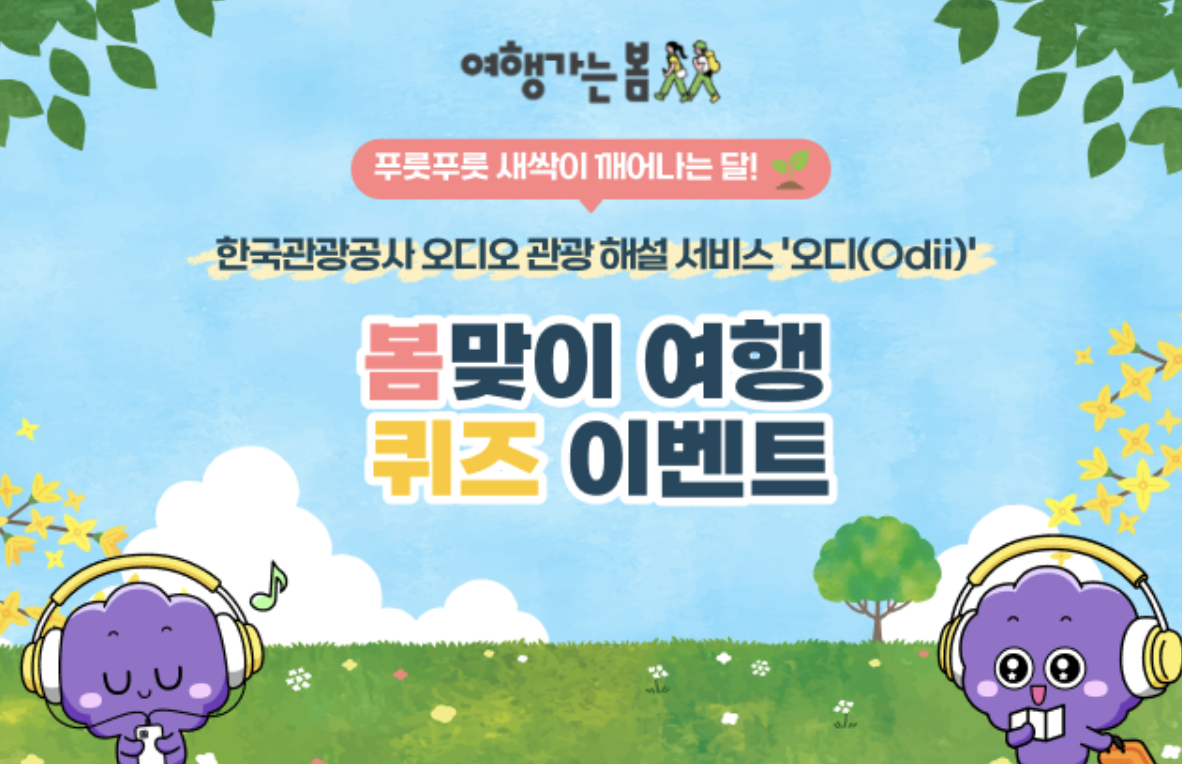 여행가는 봄
푸릇푸릇 새싹이 깨어나는 달!
한국관광공사 오디오 관광 해설 서비스 '오디(Odii)'
봄맞이 여행
퀴즈 이벤트